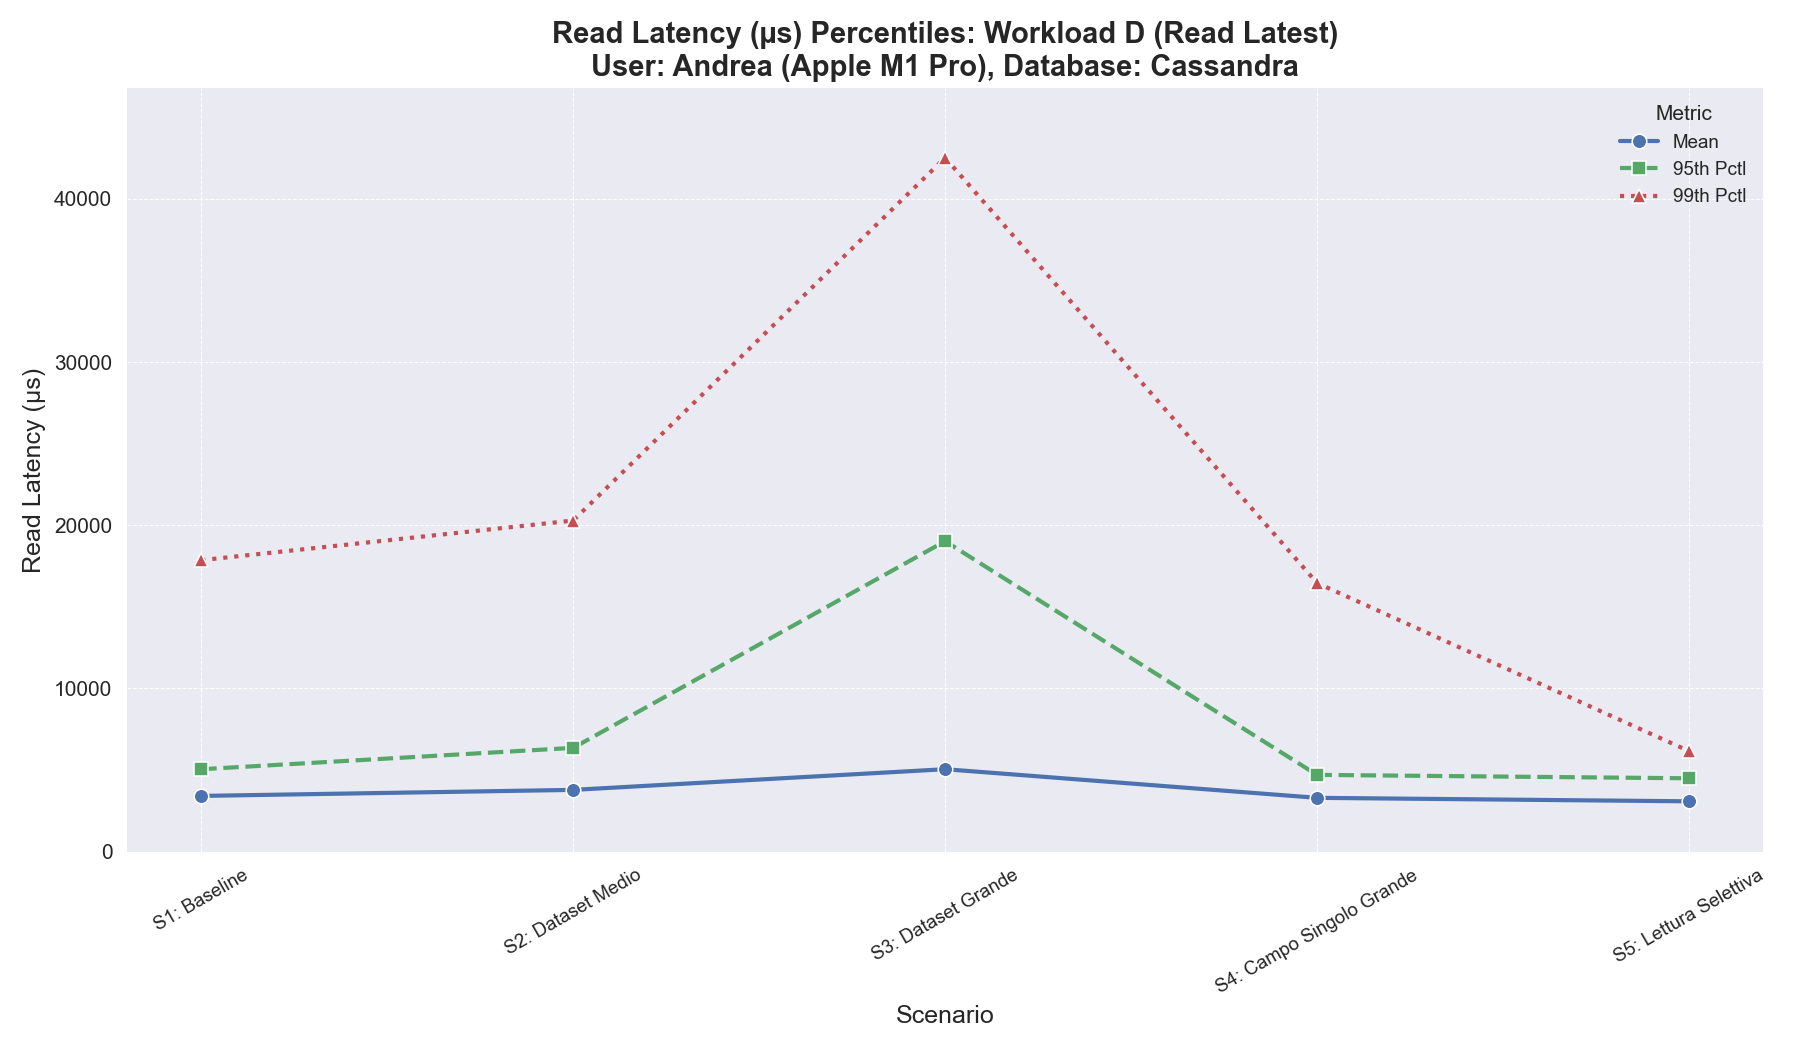 Read Latency (µs) Percentiles: Workload D (Read Latest)
User: Andrea (Apple M1 Pro), Database: Cassandra
Metric
Mean
95th Pctl
99th Pctl
Read Latency (µs)
40000
30000
20000
10000
0
S1: Baseline
S2: Dataset Medio
S3: Dataset Grande
S4: Campo Singolo Grande
S5: Lettura Selettiva
Scenario